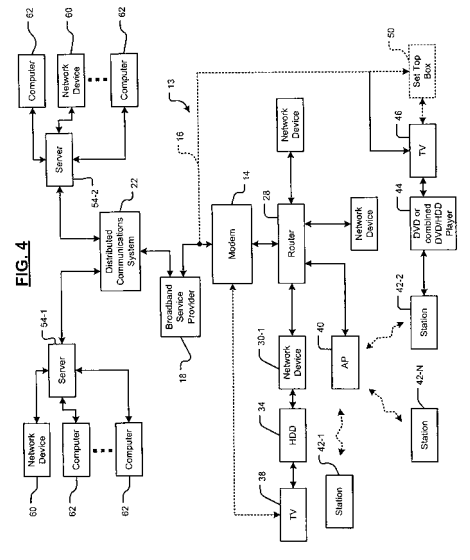 FIG. 4
62
Computer
60
Network
Device
62
Computer
Server
54-2
22
Distributed
Communications
System
54-1
Server
Network
Device
60
Computer
62
Computer
62
Broadband
Service
Provider
18
16
13
14
Modem
28
Router
Network
Device
Network
Device
30-1
Network
Device
40
AP
34
HDD
38
TV
42-1
Station
42-N
Station
42-2
Station
44
DVD or
combined
DVD/HDD
Player
46
TV
50
Set Top
Box